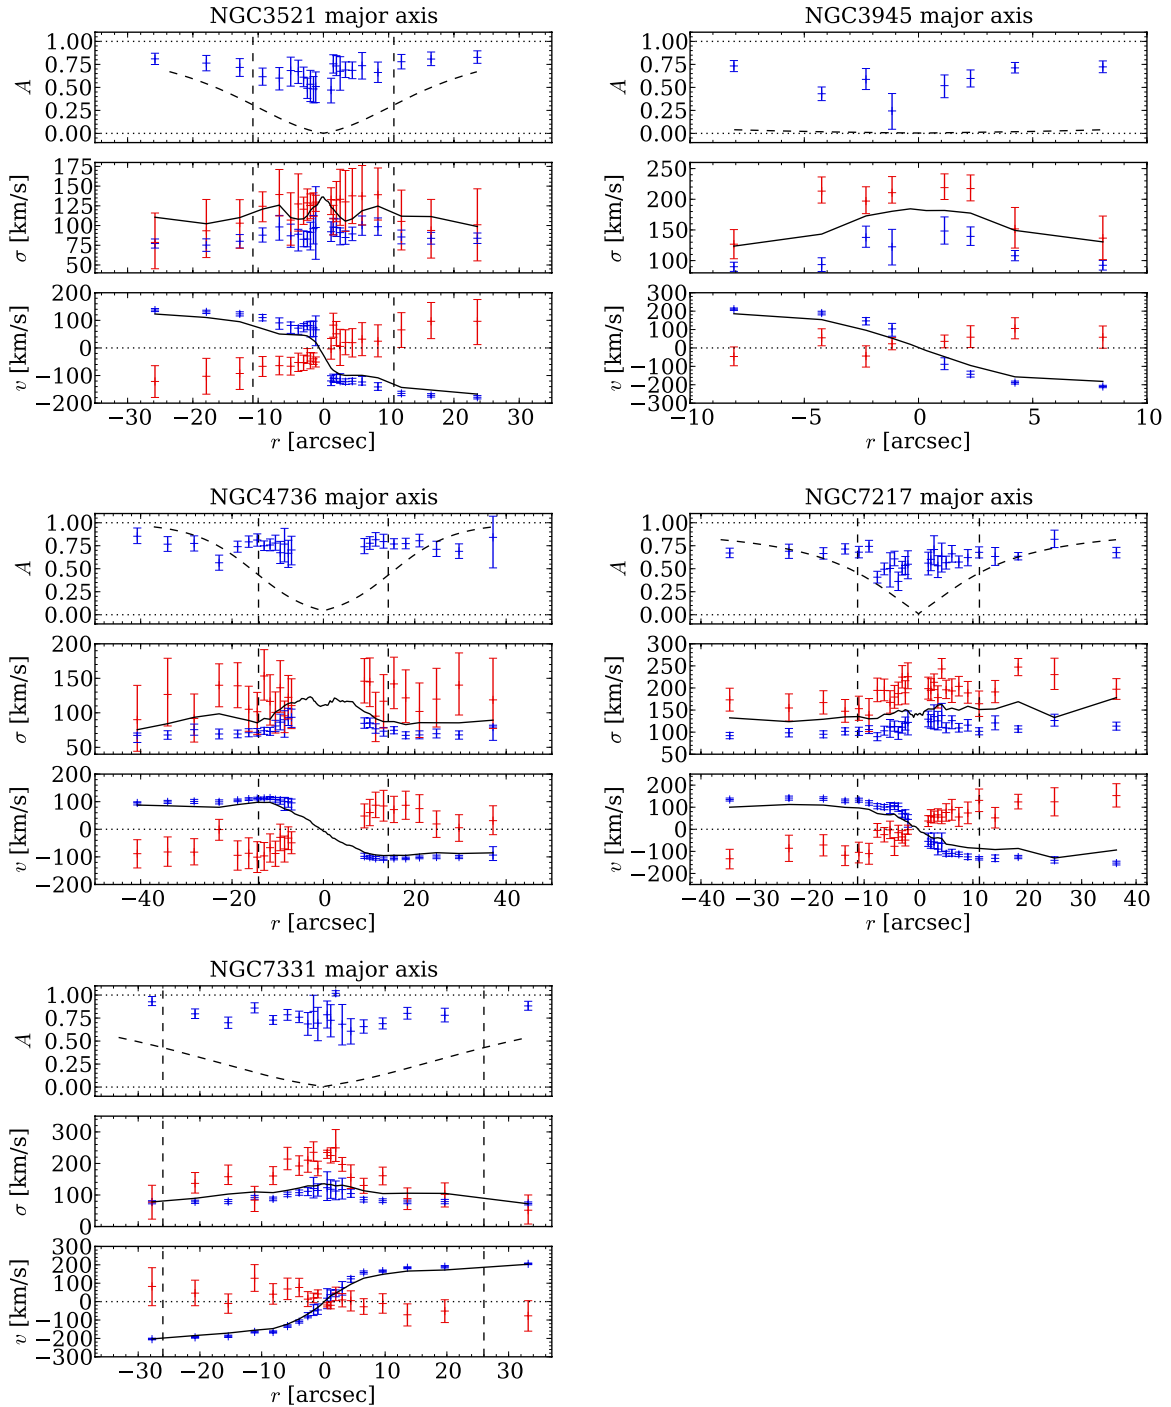 NGC3521 major axis
1.00
0.75
0.50
0.25
0.00
A
175
150
125
100
75
50
σ [km/s]
200
100
0
−100
−200
v [km/s]
−30 −20 −10 0 10 20 30
r [arcsec]
NGC3945 major axis
1.00
0.75
0.50
0.25
0.00
A
250
200
150
100
σ [km/s]
300
200
100
0
−100
−200
−300
v [km/s]
−10 −5 0 5 10
r [arcsec]
NGC4736 major axis
1.00
0.75
0.50
0.25
0.00
A
200
150
100
50
σ [km/s]
200
100
0
−100
−200
v [km/s]
−40 −20 0 20 40
r [arcsec]
NGC7217 major axis
1.00
0.75
0.50
0.25
0.00
A
300
250
200
150
100
50
σ [km/s]
200
100
0
−100
−200
v [km/s]
−40 −30 −20 −10 0 10 20 30 40
r [arcsec]
NGC7331 major axis
1.00
0.75
0.50
0.25
0.00
A
300
200
100
0
σ [km/s]
300
200
100
0
−100
−200
−300
v [km/s]
−30 −20 −10 0 10 20 30
r [arcsec]